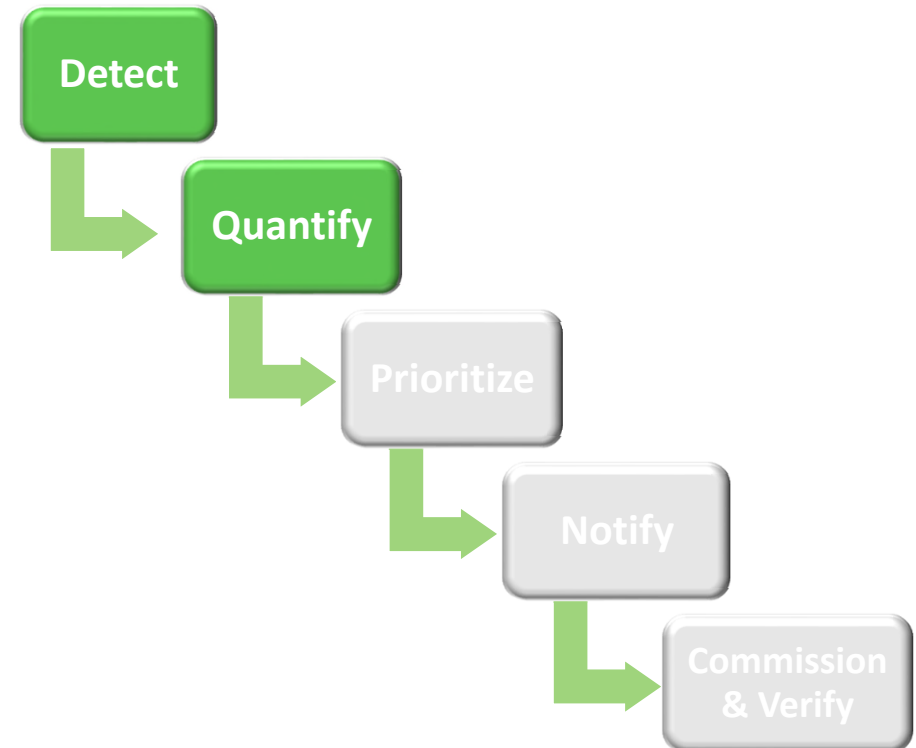 Detect
Quantify
Prioritize
Notify
Commission
& Verify